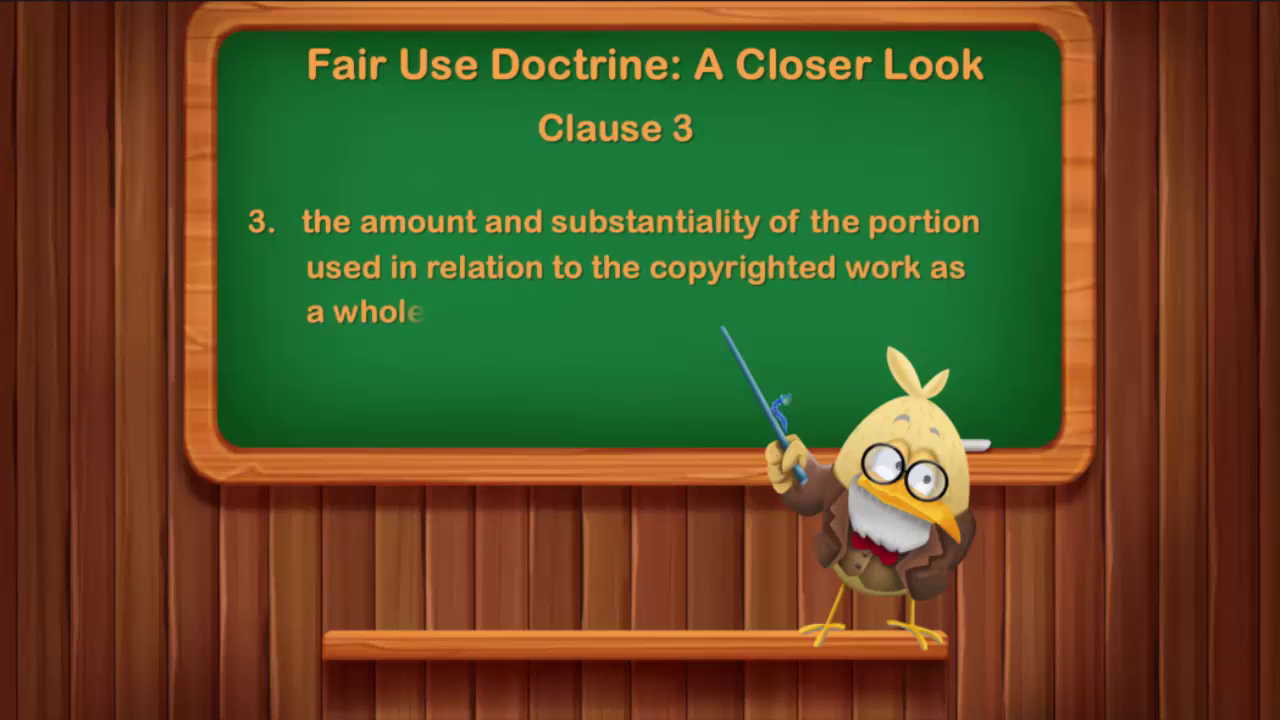 Fair Use Doctrine: A Closer Look
Clause 3
3. the amount and substantiality of the portion
used in relation to the copyrighted work as
a whole